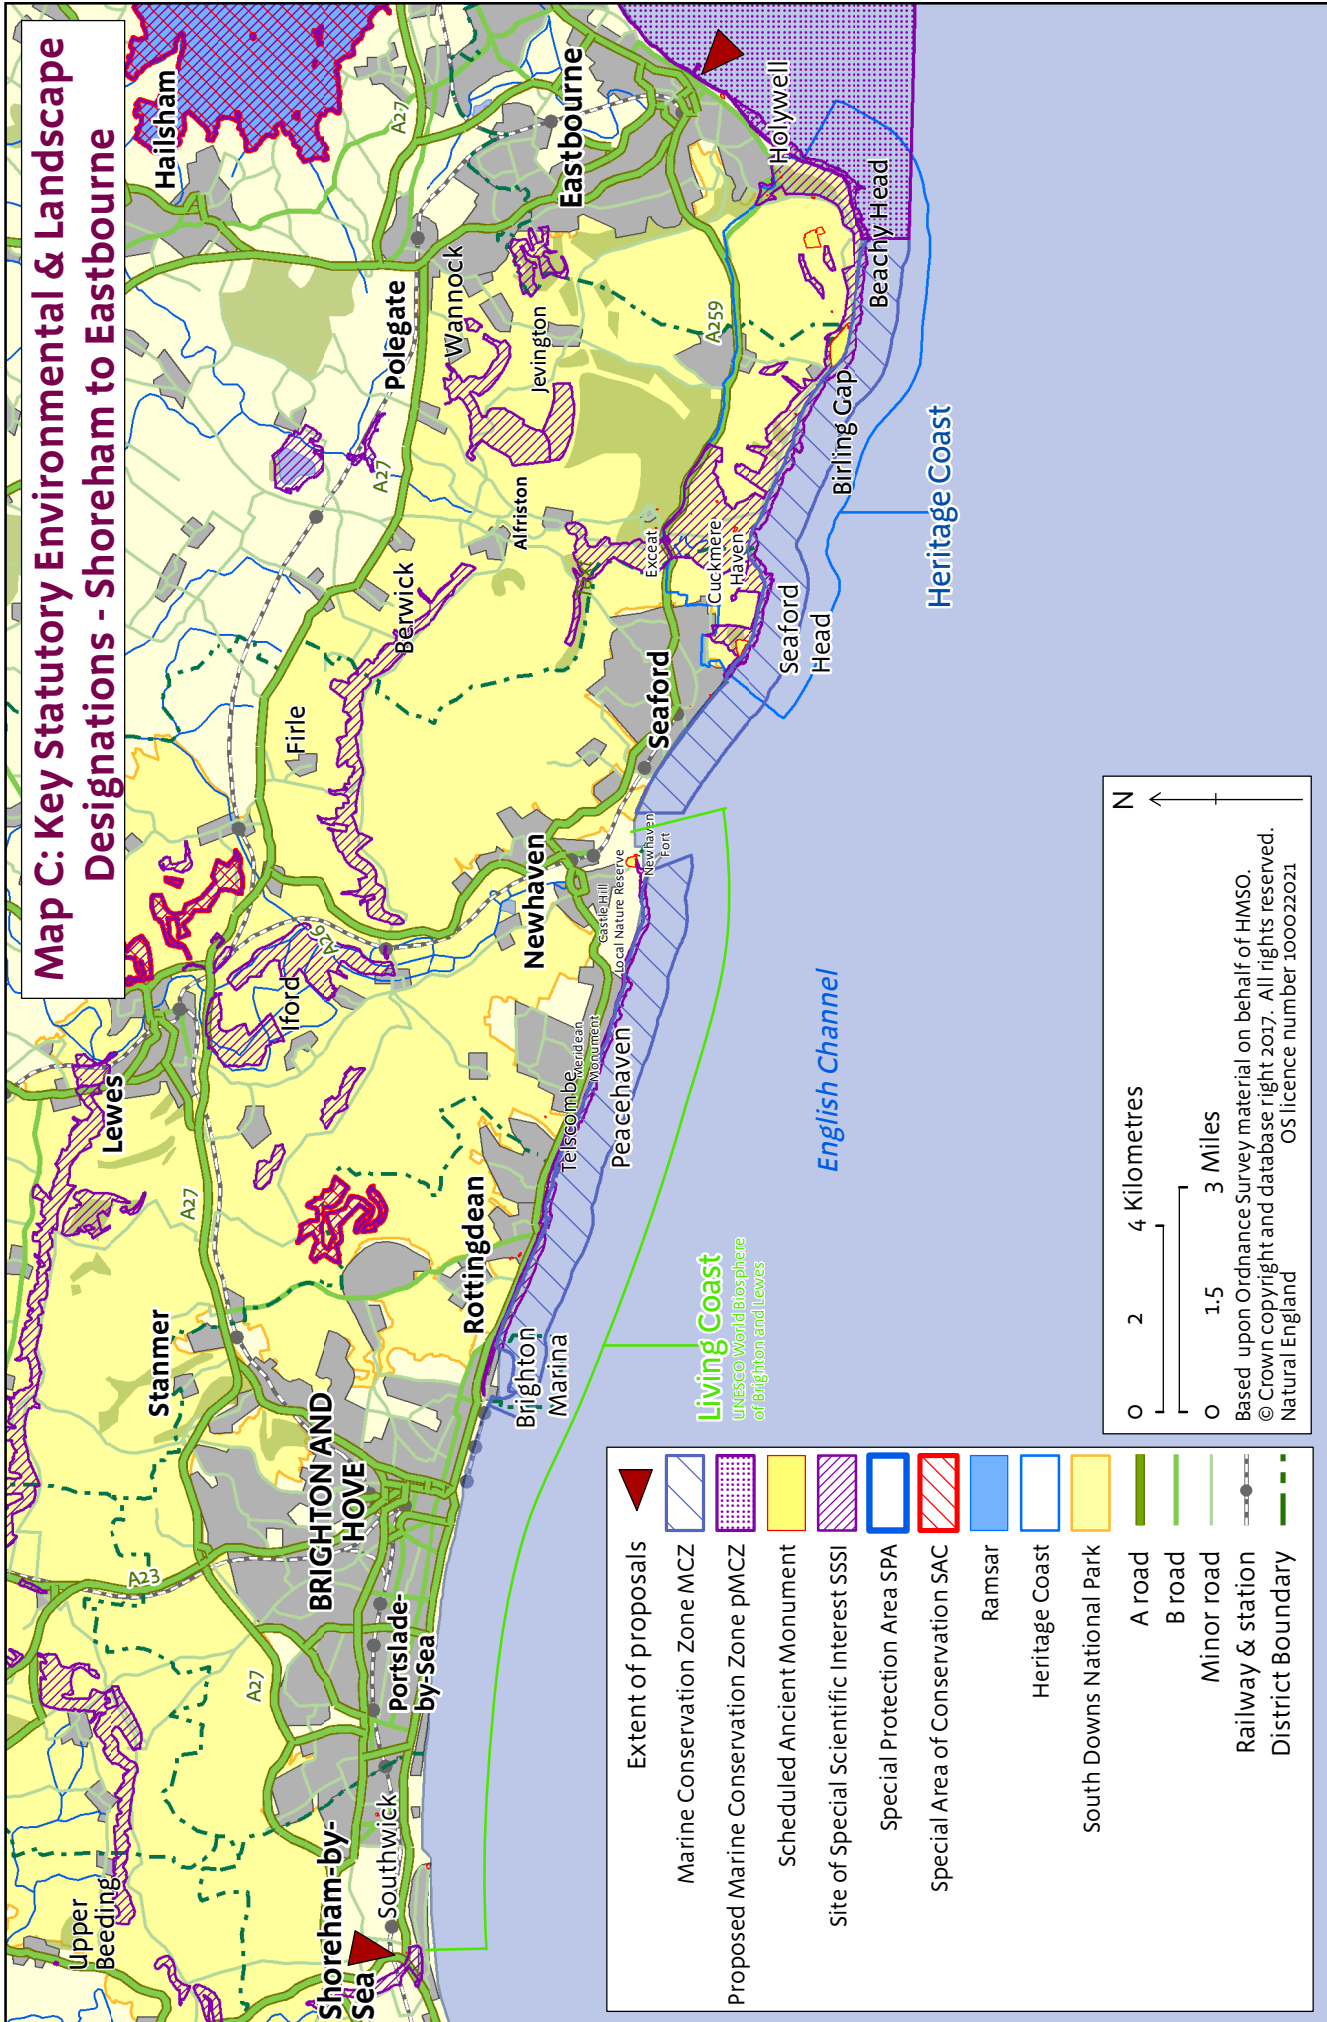 Map C: Key Statutory Environmental & Landscape
Designations - Shoreham to Eastbourne
Hailsham
A27
Eastbourne
Holywell
Beachy Head
Polegate
Wannock
Jevington
A259
Birling Gap
Heritage Coast
A27
Alfriston
Exceat
Cuckmere
Haven
Berwick
Seaford
Head
Seaford
Firle
Newhaven
Newhaven
Fort
Castle Hill
Local Nature Reserve
A26
Iford
Lewes
Meridean
Monument
Telscombe
Peacehaven
English Channel
A27
Rottingdean
Stanmer
Brighton
Marina
Living Coast
UNESCO World Biosphere
of Brighton and Lewes
BRIGHTON AND
HOVE
A23
A27
Portslade-
by-Sea
Southwick
Shoreham-by-
Sea
Upper
Beeding
Extent of proposals
Marine Conservation Zone MCZ
Proposed Marine Conservation Zone pMCZ
Scheduled Ancient Monument
Site of Special Scientific Interest SSSI
Special Protection Area SPA
Special Area of Conservation SAC
Ramsar
Heritage Coast
South Downs National Park
A road
B road
Minor road
Railway & station
District Boundary
N
0 2 4 Kilometres
0 1.5 3 Miles
Based upon Ordnance Survey material on behalf of HMSO.
© Crown copyright and database right 2017. All rights reserved.
Natural England OS licence number 100022021